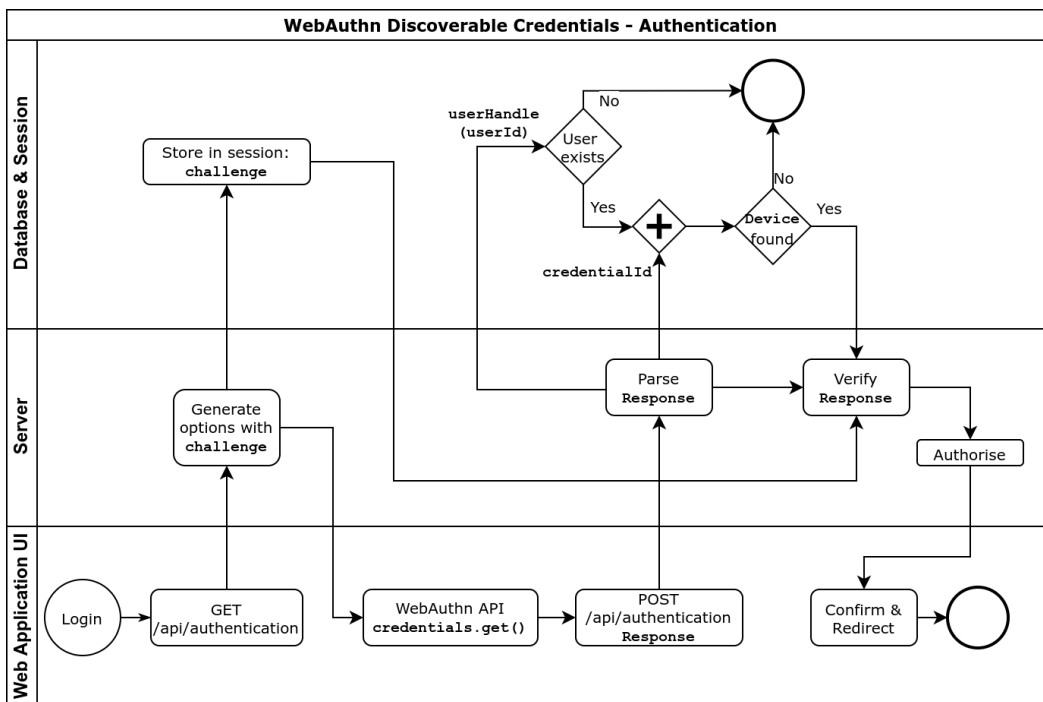 WebAuthn Discoverable Credentials - Authentication
Database & Session
Store in session:
challenge
userHandle
(userId)
User
exists
No
Yes
credentialId
Device
found
No
Yes
Server
Generate
options with
challenge
Parse
Response
Verify
Response
Authorise
Web Application UI
Login
GET
/api/authentication
WebAuthn API
credentials.get()
POST
/api/authentication
Response
Confirm &
Redirect